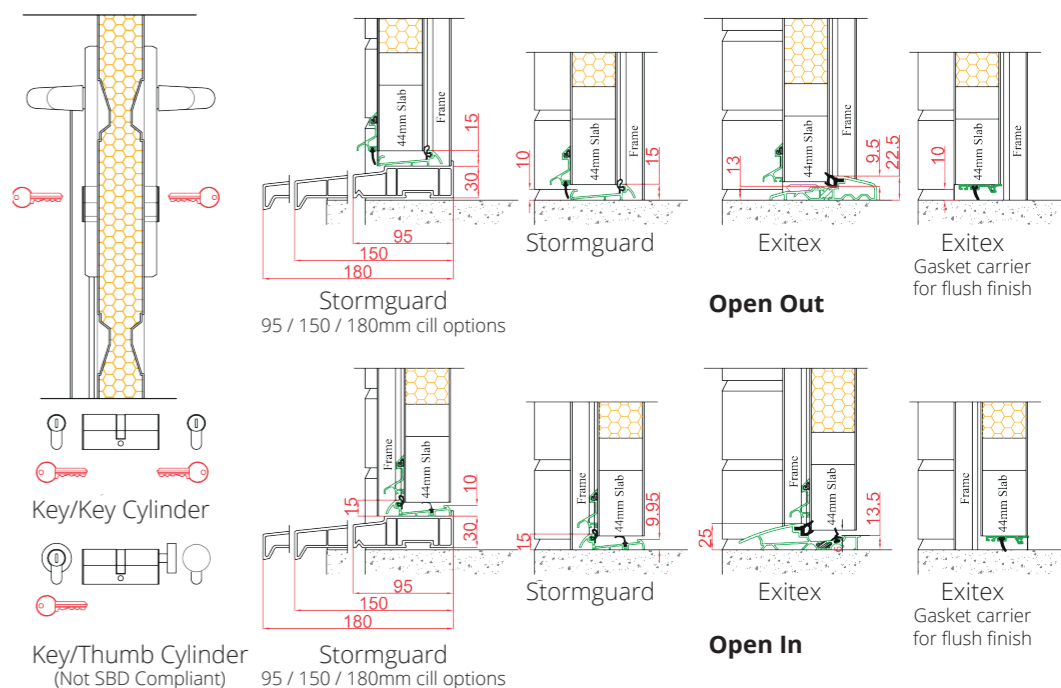 44mm Slab
Frame
15
30
95
150
180
Stormguard
95 / 150 / 180mm cill options
10
44mm Slab
Frame
15
Stormguard
13
44mm Slab
Frame
9.5
22.5
Exitex
10
44mm Slab
Frame
Exitex
Gasket carrier
for flush finish
Open Out
Key/Key Cylinder
Key/Thumb Cylinder
(Not SBD Compliant)
15
Frame
44mm Slab
10
30
95
150
180
Stormguard
95 / 150 / 180mm cill options
15
Frame
44mm Slab
9.95
Stormguard
25
Frame
44mm Slab
13.5
Exitex
Frame
44mm Slab
Exitex
Gasket carrier
for flush finish
Open In